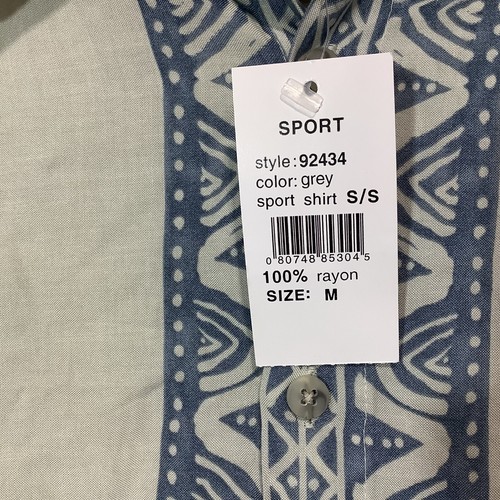 SPORT
style: 92434
color: grey
sport shirt S/S
0 80748 85304 5
100% rayon
SIZE: M